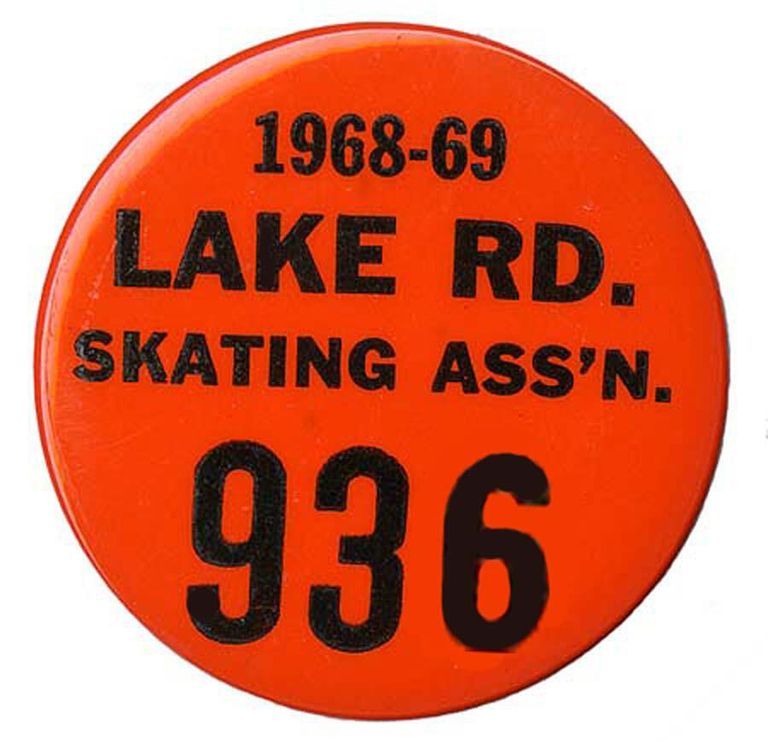 1968-69
LAKE RD.
SKATING ASS'N.
936